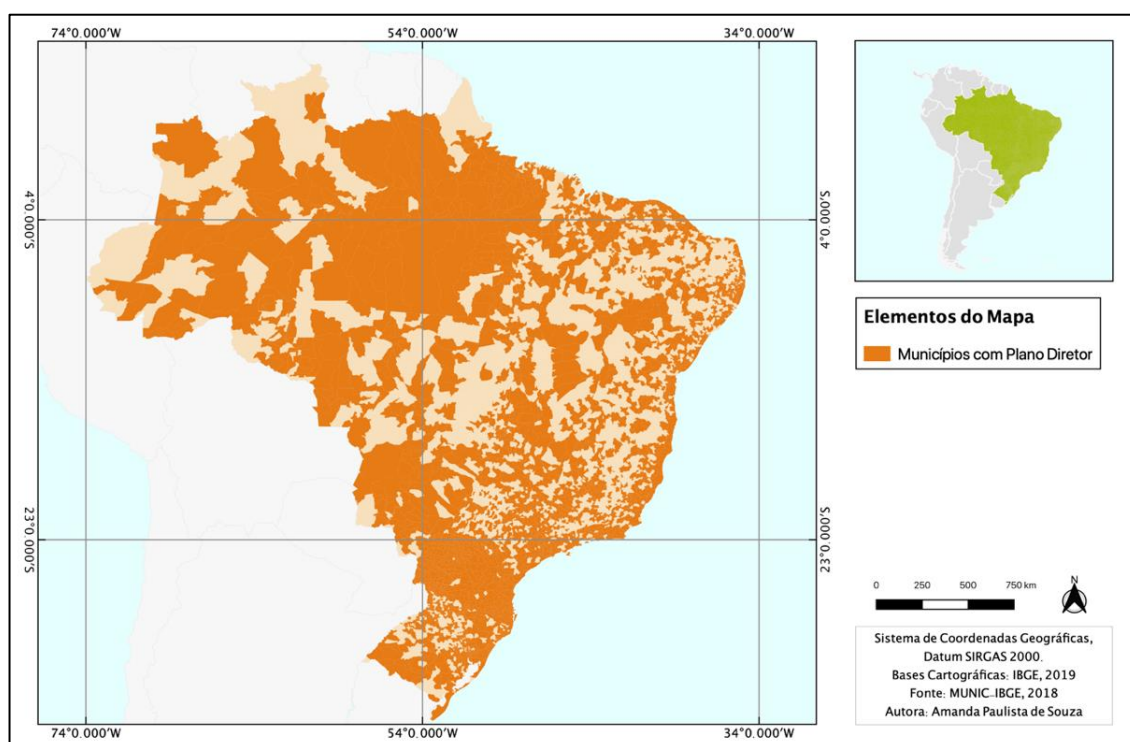 74°0.000'W
54°0.000'W
34°0.000'W
4°0.000'S
4°0.000'S
23°0.000'S
23°0.000'S
74°0.000'W
54°0.000'W
34°0.000'W
Elementos do Mapa
Municípios com Plano Diretor
0 250 500 750 km
N
Sistema de Coordenadas Geográficas,
Datum SIRGAS 2000.
Bases Cartográficas: IBGE, 2019
Fonte: MUNIC-IBGE, 2018
Autora: Amanda Paulista de Souza